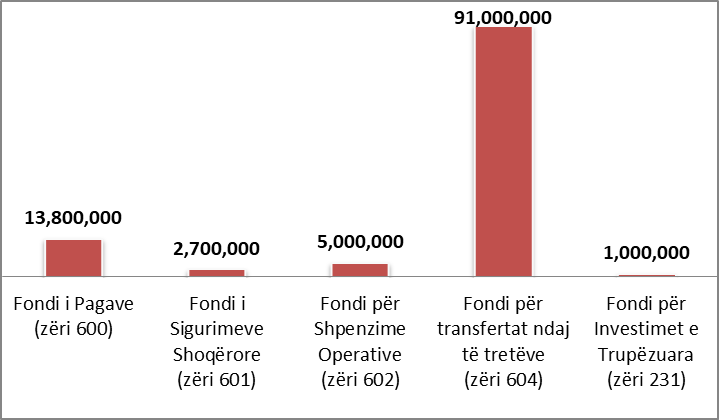 91,000,000
13,800,000
2,700,000
5,000,000
1,000,000
Fondi i Pagave
(zëri 600)
Fondi i
Sigurimeve
Shoqërore
(zëri 601)
Fondi për
Shpenzime
Operative
(zëri 602)
Fondi për
transfertat ndaj
të tretëve
(zëri 604)
Fondi për
Investimet e
Trupëzuara
(zëri 231)